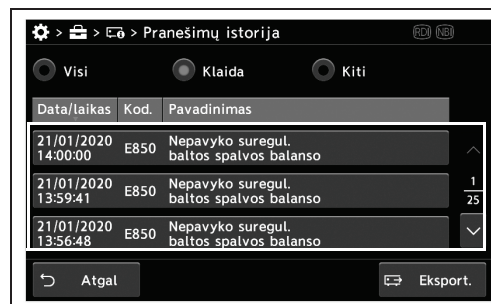 > > > Pranešimų istorija RDI NBI
Visi Klaida Kiti
Data/laikas Kod. Pavadinimas
21/01/2020 14:00:00 E850 Nepavyko suregul. baltos spalvos balanso
21/01/2020 13:59:41 E850 Nepavyko suregul. baltos spalvos balanso
21/01/2020 13:56:48 E850 Nepavyko suregul. baltos spalvos balanso
1
25
Atgal Eksport.